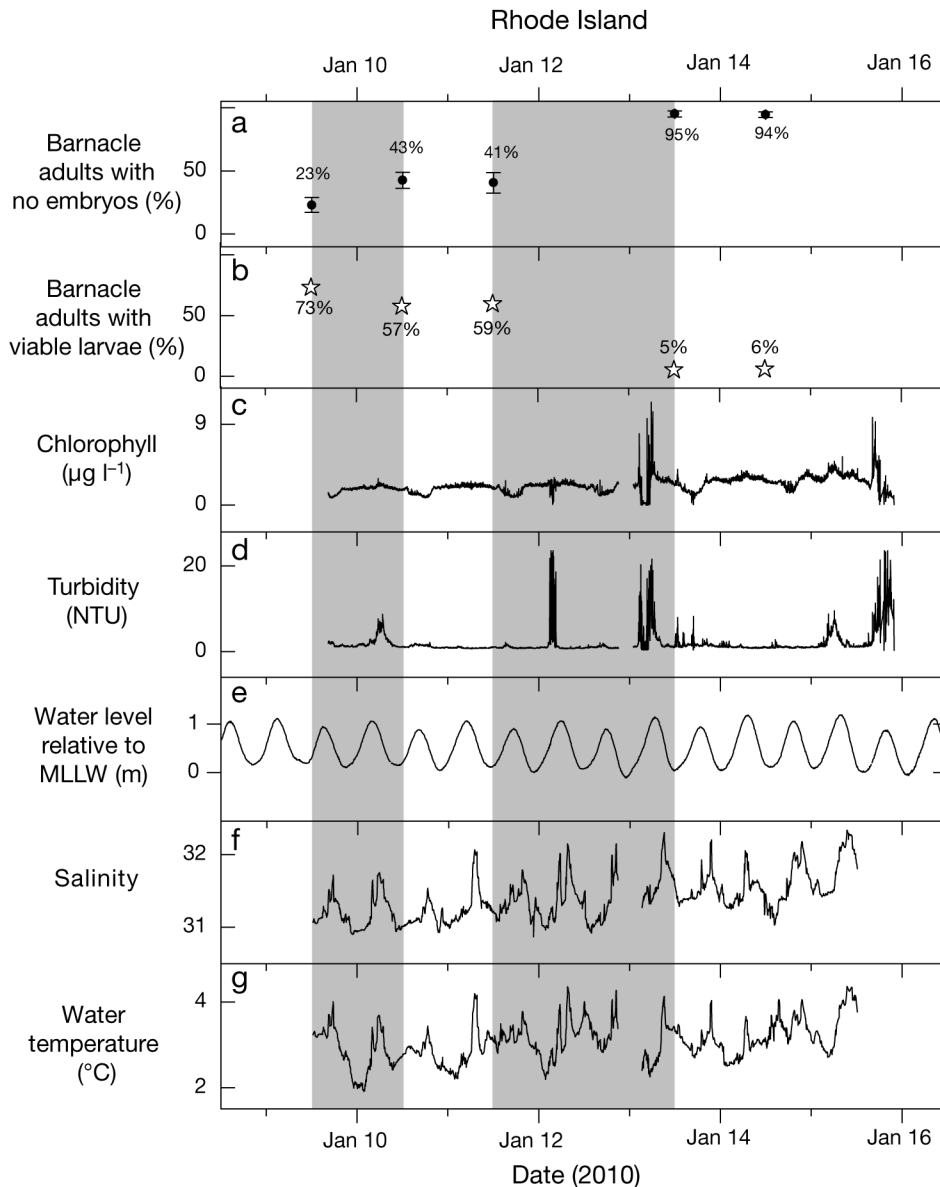 Rhode Island
Jan 10 Jan 12 Jan 14 Jan 16
a
Barnacle
adults with
no embryos (%)
50
0
23%
43%
41%
95%
94%
b
Barnacle
adults with
viable larvae (%)
50
0
73%
57%
59%
5%
6%
c
Chlorophyll
(µg l⁻¹)
9
0
d
Turbidity
(NTU)
20
0
e
Water level
relative to
MLLW (m)
1
0
f
Salinity
32
31
g
Water
temperature
(°C)
4
2
Jan 10 Jan 12 Jan 14 Jan 16
Date (2010)